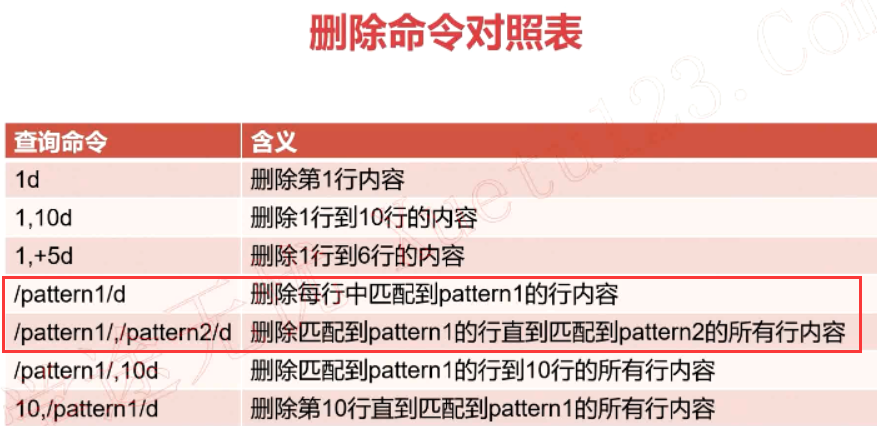 删除命令对照表
查询命令 含义
1d 删除第1行内容
1,10d 删除1行到10行的内容
1,+5d 删除1行到6行的内容
/pattern1/d 删除每行中匹配到pattern1的行内容
/pattern1/,/pattern2/d 删除匹配到pattern1的行直到匹配到pattern2的所有行内容
/pattern1/,10d 删除匹配到pattern1的行到10行的所有行内容
10,/pattern1/d 删除第10行直到匹配到pattern1的所有行内容